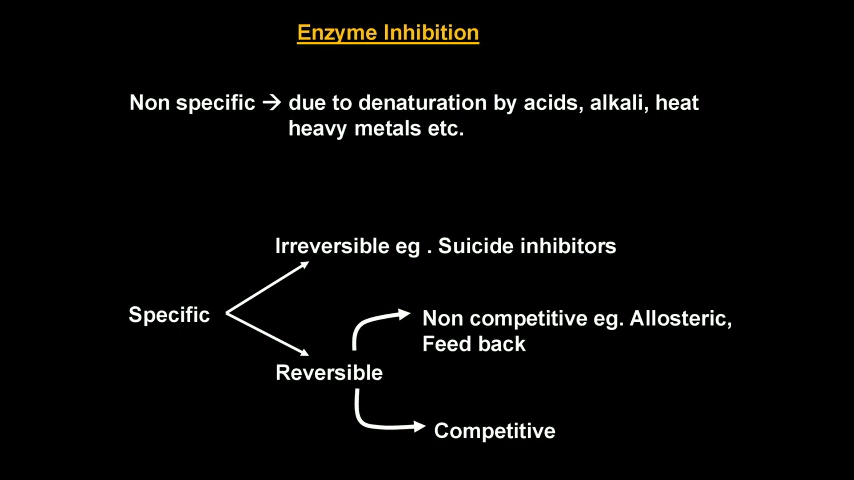 Enzyme Inhibition
Non specific → due to denaturation by acids, alkali, heat
heavy metals etc.
Irreversible eg . Suicide inhibitors
Specific
Non competitive eg. Allosteric,
Feed back
Reversible
Competitive